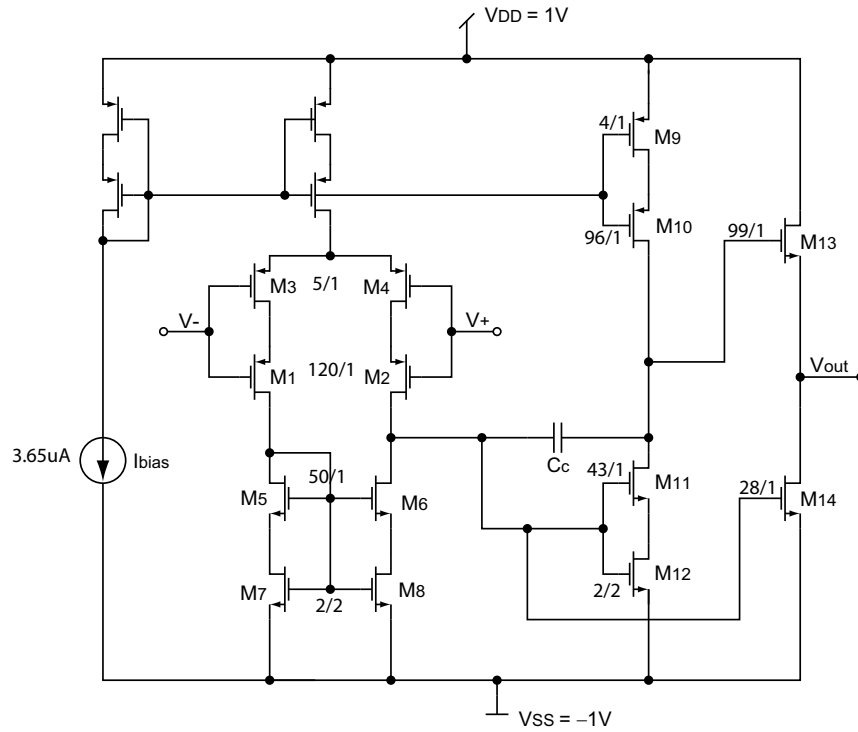 VDD = 1V
4/1
M9
96/1
M10
99/1
M13
M3
5/1
M4
V-
V+
M1
120/1
M2
Vout
3.65uA
Ibias
Cc
43/1
M11
M5
50/1
M6
28/1
M14
M7
2/2
M8
2/2
M12
VSS = −1V